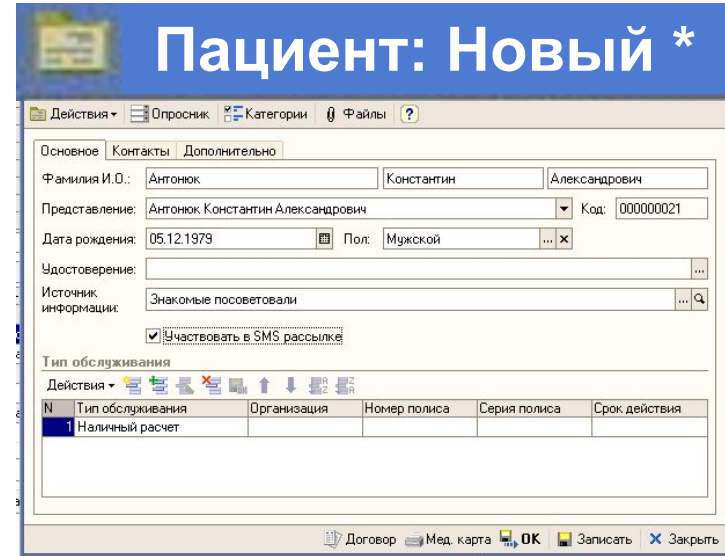 Пациент: Новый *
Действия Опросник Категории Файлы ?
Основное Контакты Дополнительно
Фамилия И.О.: Антонюк Константин Александрович
Представление: Антонюк Константин Александрович Код: 000000021
Дата рождения: 05.12.1979 Пол: Мужской ... x
Удостоверение: ...
Источник
информации: Знакомые посоветовали ...
Участвовать в SMS рассылке
Тип обслуживания
Действия
N Тип обслуживания Организация Номер полиса Серия полиса Срок действия
1 Наличный расчет
Договор Мед. карта OK Записать Закрыть